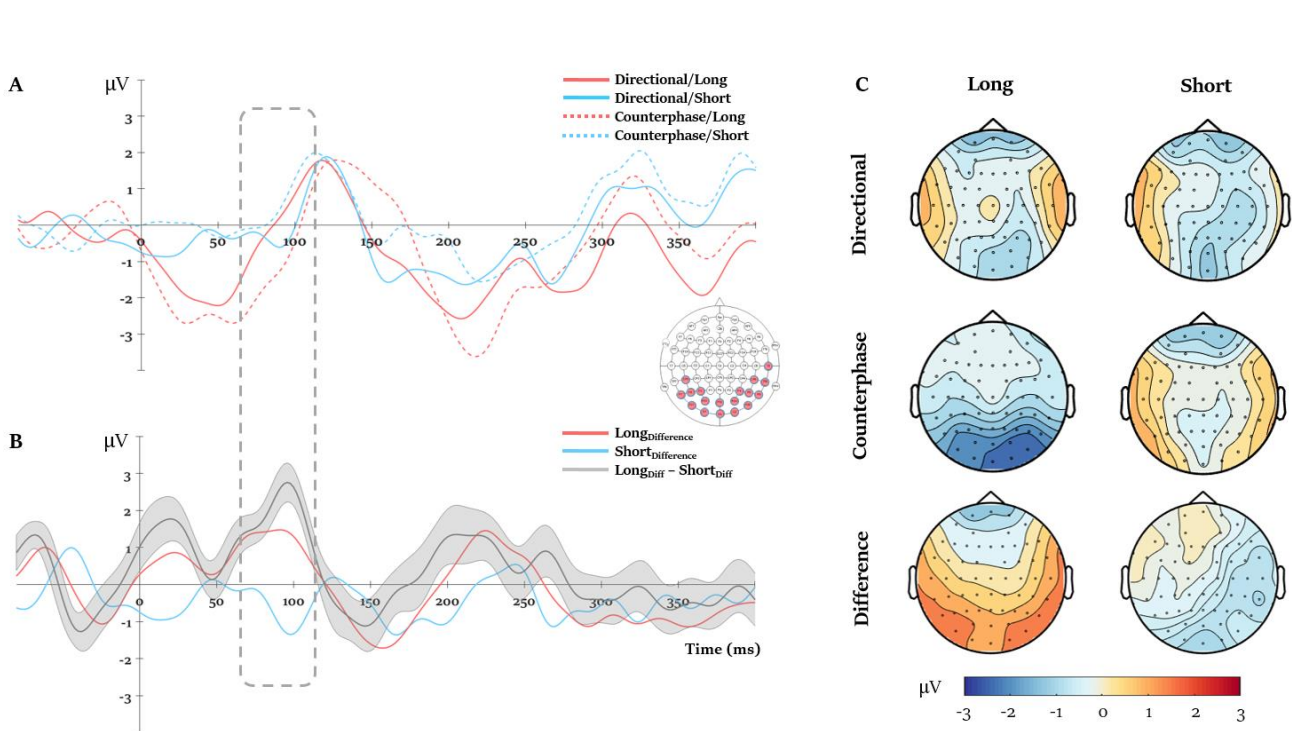 A
μV
Directional/Long
Directional/Short
Counterphase/Long
Counterphase/Short
3
2
1
0 50 100 150 200 250 300 350
-1
-2
-3
B
μV
LongDifference
ShortDifference
LongDiff – ShortDiff
3
2
1
0 50 100 150 200 250 300 350
-1
-2
-3
Time (ms)
C
Long Short
Directional
Counterphase
Difference
μV
-3 -2 -1 0 1 2 3